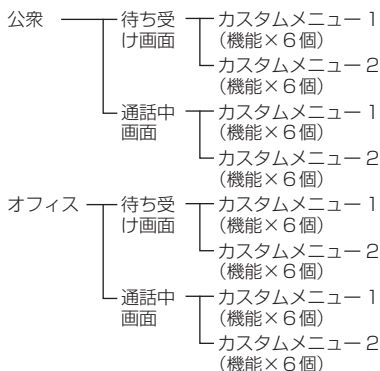 公衆
待ち受
け画面
カスタムメニュー1
（機能×6個）
カスタムメニュー2
（機能×6個）
通話中
画面
カスタムメニュー1
（機能×6個）
カスタムメニュー2
（機能×6個）
オフィス
待ち受
け画面
カスタムメニュー1
（機能×6個）
カスタムメニュー2
（機能×6個）
通話中
画面
カスタムメニュー1
（機能×6個）
カスタムメニュー2
（機能×6個）